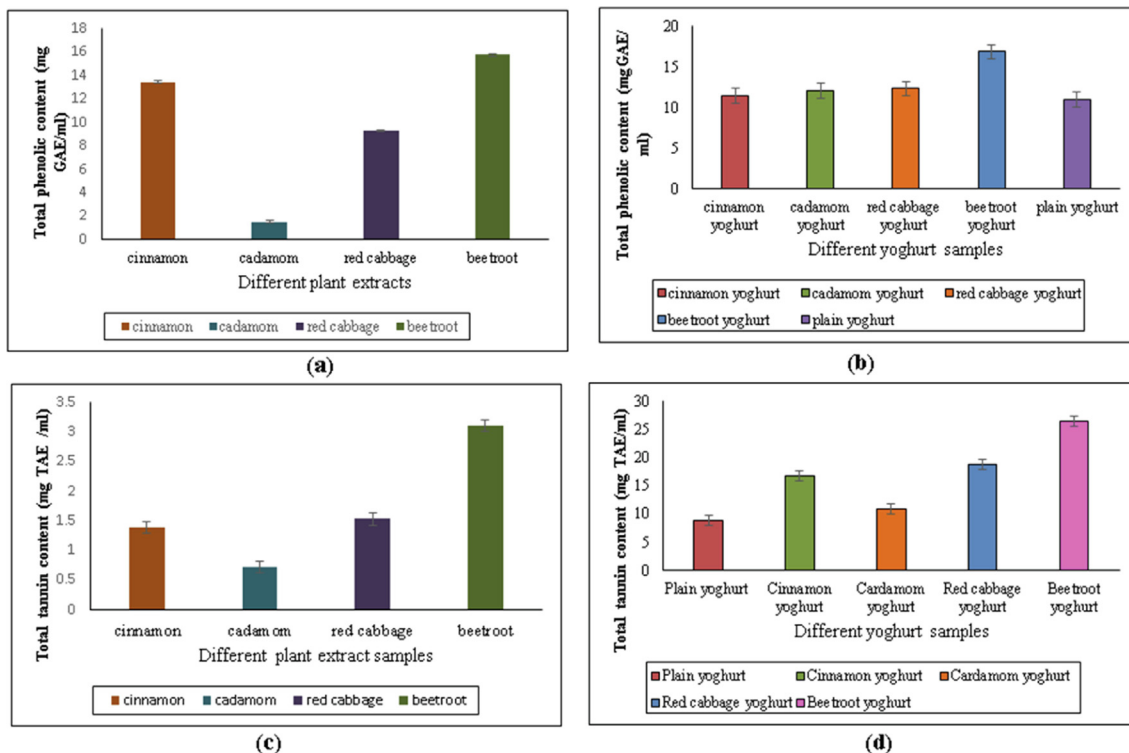 Total phenolic content (mg
GAE/ml)
18
16
14
12
10
8
6
4
2
0
cinnamon cadamom red cabbage beetroot
Different plant extracts
cinnamon cadamom red cabbage beetroot
(a)
Total phenolic content (mgGAE/
ml)
20
15
10
5
0
cinnamon
yoghurt
cadamom
yoghurt
red cabbage
yoghurt
beetroot
yoghurt
plain yoghurt
Different yoghurt samples
cinnamon yoghurt cadamom yoghurt red cabbage yoghurt
beetroot yoghurt plain yoghurt
(b)
Total tannin content (mg TAE /ml)
3.5
3
2.5
2
1.5
1
0.5
0
cinnamon cadamom red cabbage beetroot
Different plant extract samples
cinnamon cadamom red cabbage beetroot
(c)
Total tannin content (mg TAE/ml)
30
25
20
15
10
5
0
Plain yoghurt
Cinnamon
yoghurt
Cardamom
yoghurt
Red cabbage
yoghurt
Beetroot
yoghurt
Different yoghurt samples
Plain yoghurt Cinnamon yoghurt Cardamom yoghurt
Red cabbage yoghurt Beetroot yoghurt
(d)